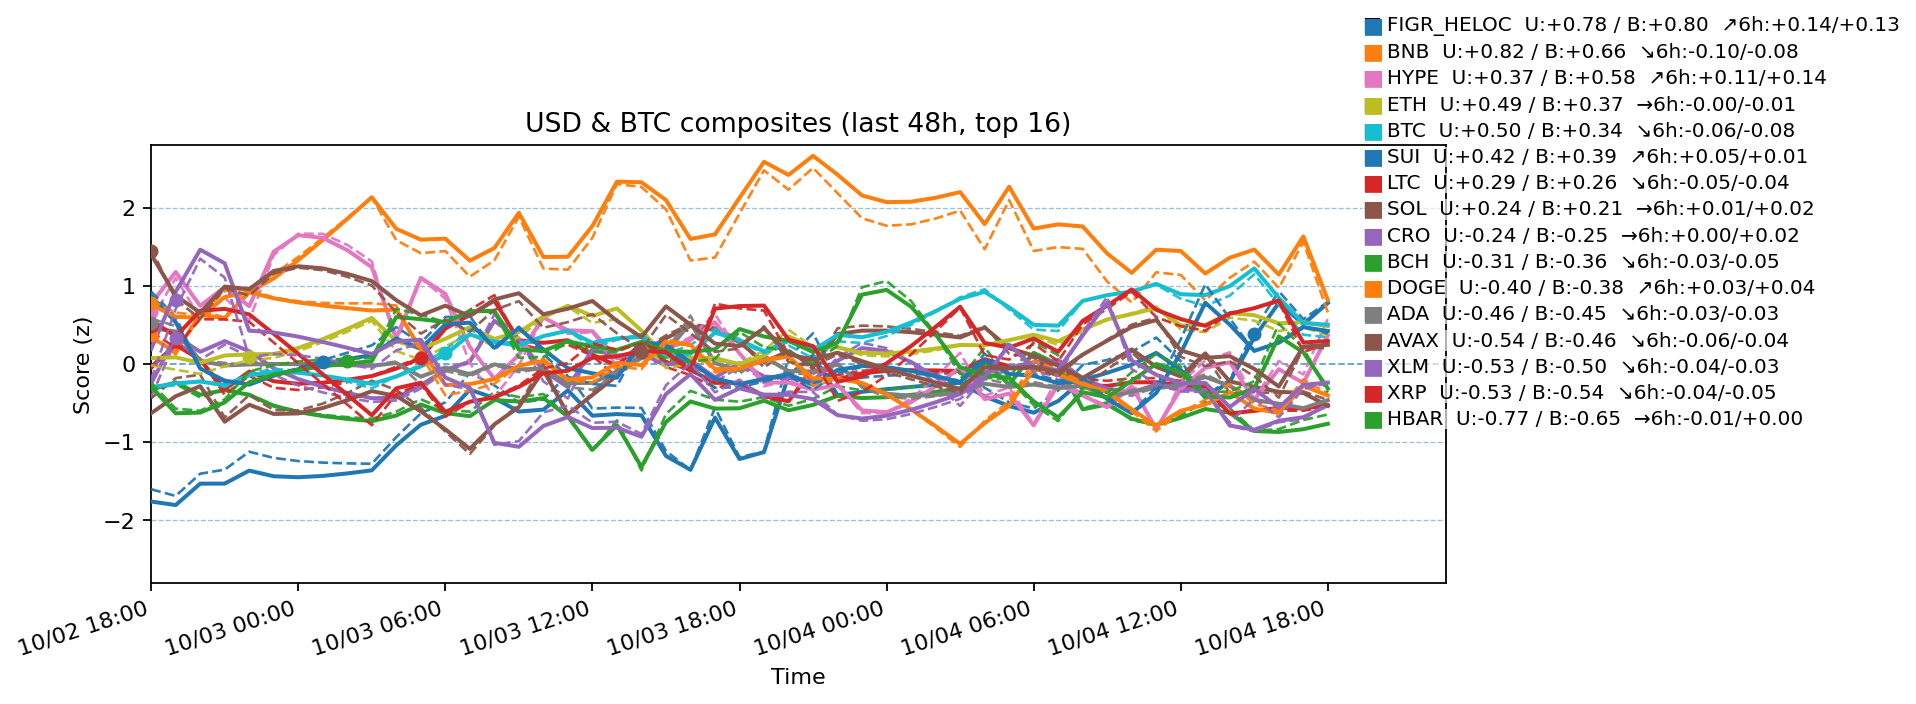 FIGR_HELOC U:+0.78 / B:+0.80 ↗6h:+0.14/+0.13
BNB U:+0.82 / B:+0.66 ↘6h:-0.10/-0.08
HYPE U:+0.37 / B:+0.58 ↗6h:+0.11/+0.14
ETH U:+0.49 / B:+0.37 →6h:-0.00/-0.01
BTC U:+0.50 / B:+0.34 ↘6h:-0.06/-0.08
SUI U:+0.42 / B:+0.39 ↗6h:+0.05/+0.01
LTC U:+0.29 / B:+0.26 ↘6h:-0.05/-0.04
SOL U:+0.24 / B:+0.21 →6h:+0.01/+0.02
CRO U:-0.24 / B:-0.25 →6h:+0.00/+0.02
BCH U:-0.31 / B:-0.36 ↘6h:-0.03/-0.05
DOGE U:-0.40 / B:-0.38 ↗6h:+0.03/+0.04
ADA U:-0.46 / B:-0.45 ↘6h:-0.03/-0.03
AVAX U:-0.54 / B:-0.46 ↘6h:-0.06/-0.04
XLM U:-0.53 / B:-0.50 ↘6h:-0.04/-0.03
XRP U:-0.53 / B:-0.54 ↘6h:-0.04/-0.05
HBAR U:-0.77 / B:-0.65 →6h:-0.01/+0.00
USD & BTC composites (last 48h, top 16)
Score (z)
2
1
0
−1
−2
10/02 18:00
10/03 00:00
10/03 06:00
10/03 12:00
10/03 18:00
10/04 00:00
10/04 06:00
10/04 12:00
10/04 18:00
Time